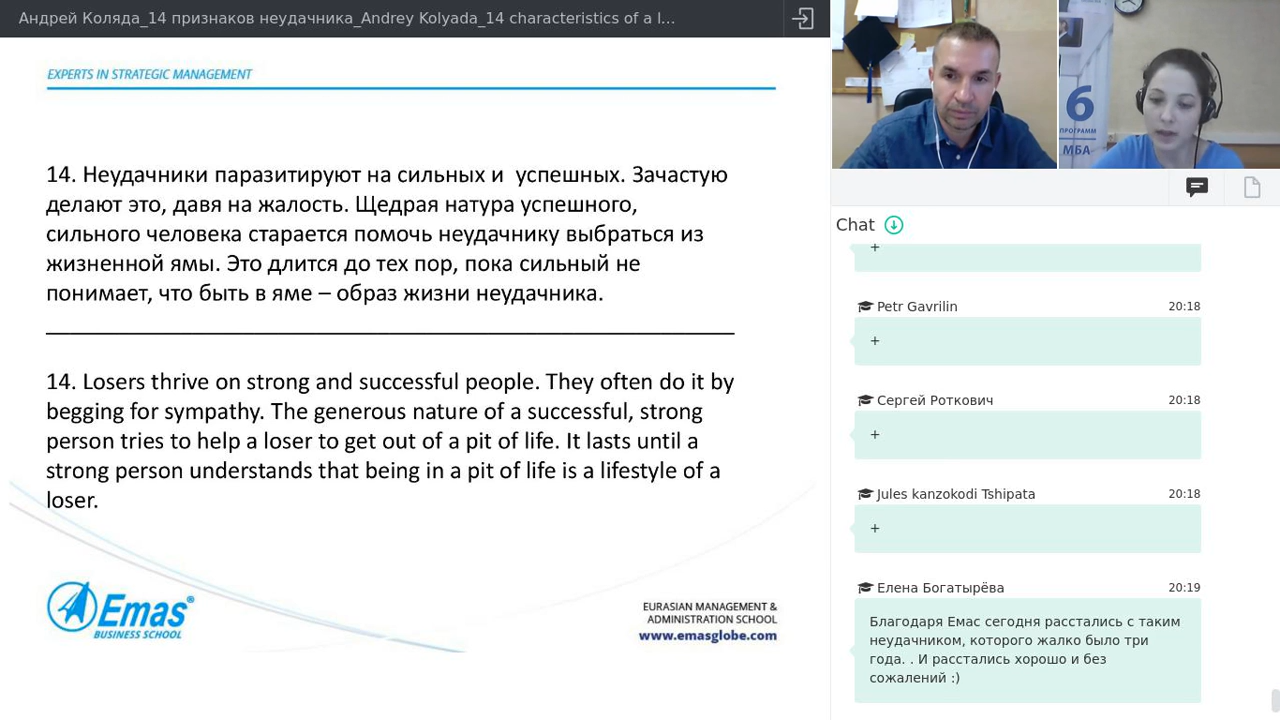 Андрей Коляда_14 признаков неудачника_Andrey Kolyada_14 characteristics of a l...
EXPERTS IN STRATEGIC MANAGEMENT
14. Неудачники паразитируют на сильных и успешных. Зачастую
делают это, давя на жалость. Щедрая натура успешного,
сильного человека старается помочь неудачнику выбраться из
жизненной ямы. Это длится до тех пор, пока сильный не
понимает, что быть в яме – образ жизни неудачника.
14. Losers thrive on strong and successful people. They often do it by
begging for sympathy. The generous nature of a successful, strong
person tries to help a loser to get out of a pit of life. It lasts until a
strong person understands that being in a pit of life is a lifestyle of a
loser.
Emas®
BUSINESS SCHOOL
EURASIAN MANAGEMENT &
ADMINISTRATION SCHOOL
www.emasglobe.com
6
ПРОГРАММ
МБА
Chat
+
Petr Gavrilin 20:18
+
Сергей Роткович 20:18
+
Jules kanzokodi Tshipata 20:18
+
Елена Богатырёва 20:19
Благодаря Емас сегодня расстались с таким
неудачником, которого жалко было три
года. . И расстались хорошо и без
сожалений :)